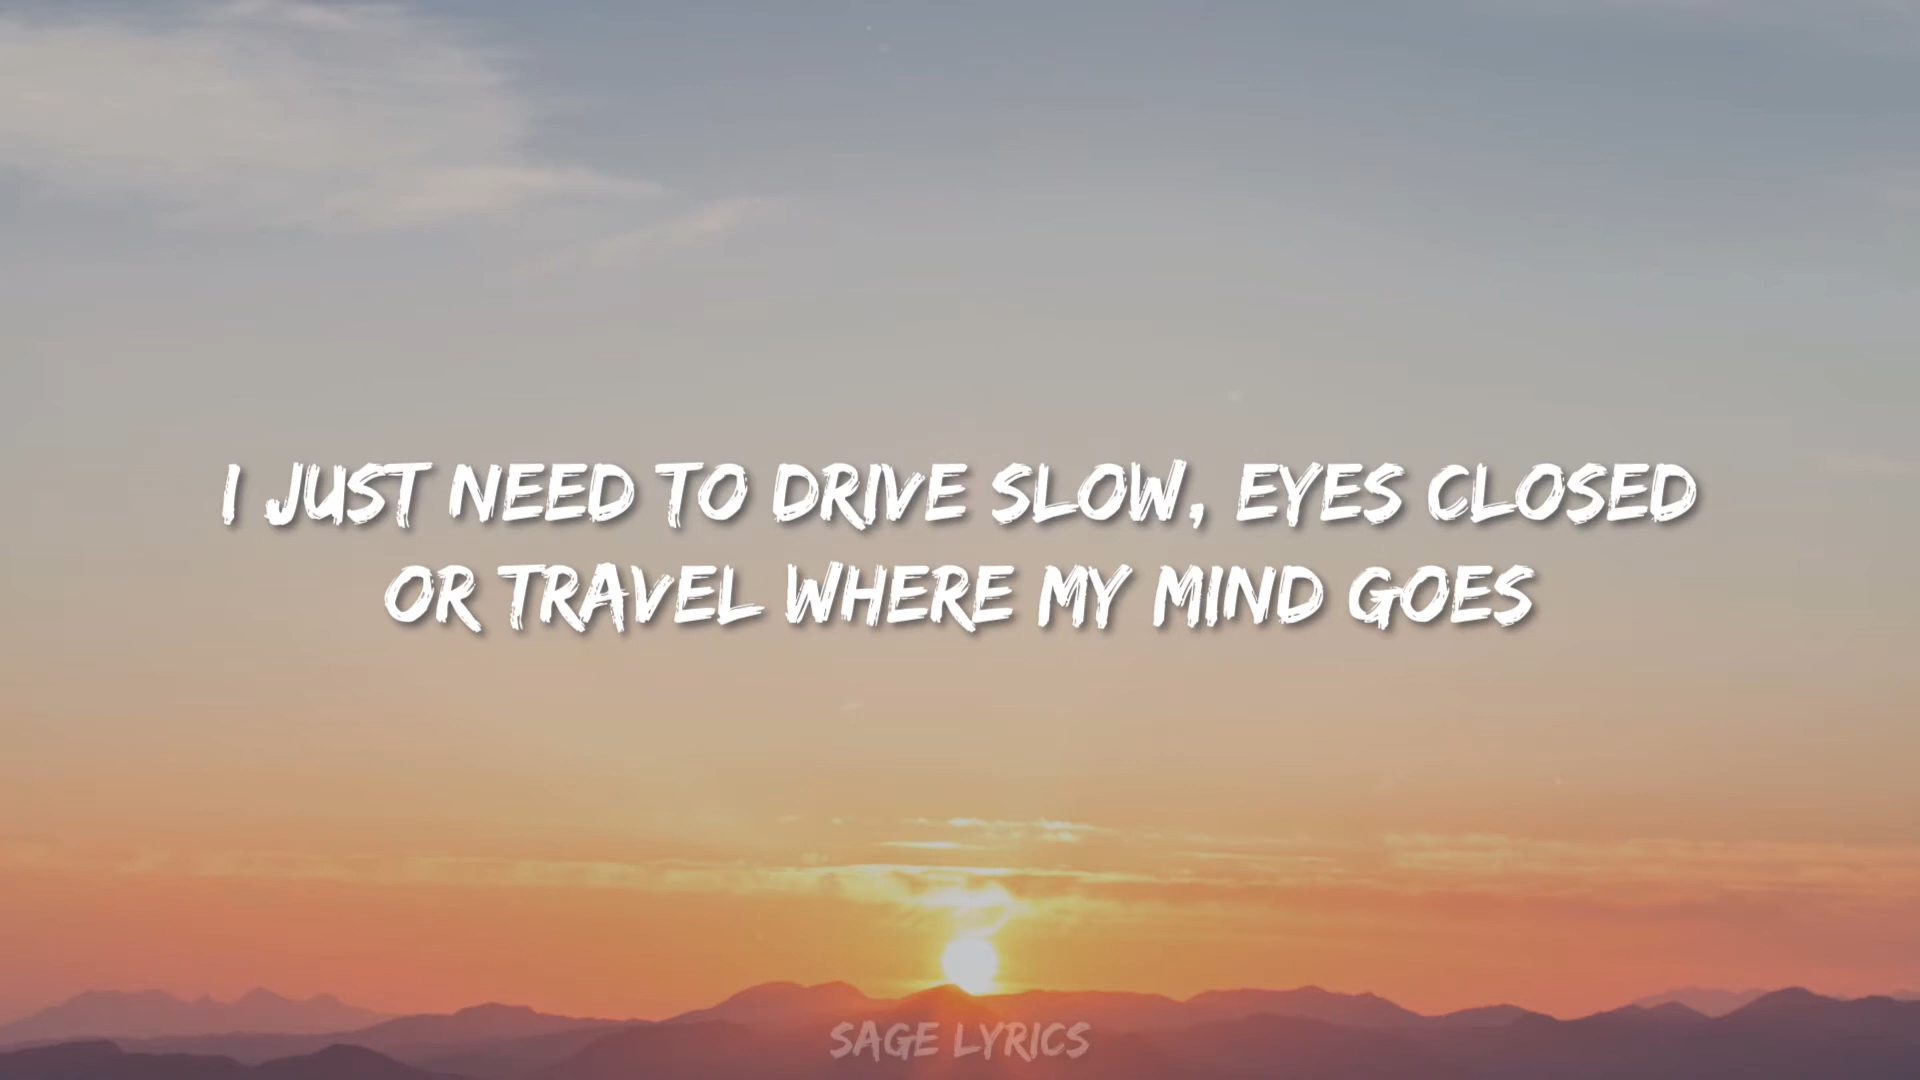 I JUST NEED TO DRIVE SLOW, EYES CLOSED
OR TRAVEL WHERE MY MIND GOES
SAGE LYRICS